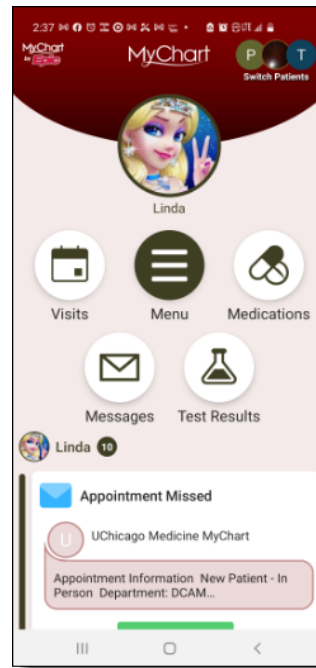 2:37
LTE
MyChart
by Epic
MyChart
P
T
Switch Patients
Linda
Visits
Menu
Medications
Messages
Test Results
Linda 10
Appointment Missed
U
UChicago Medicine MyChart
Appointment Information New Patient - In
Person Department: DCAM...